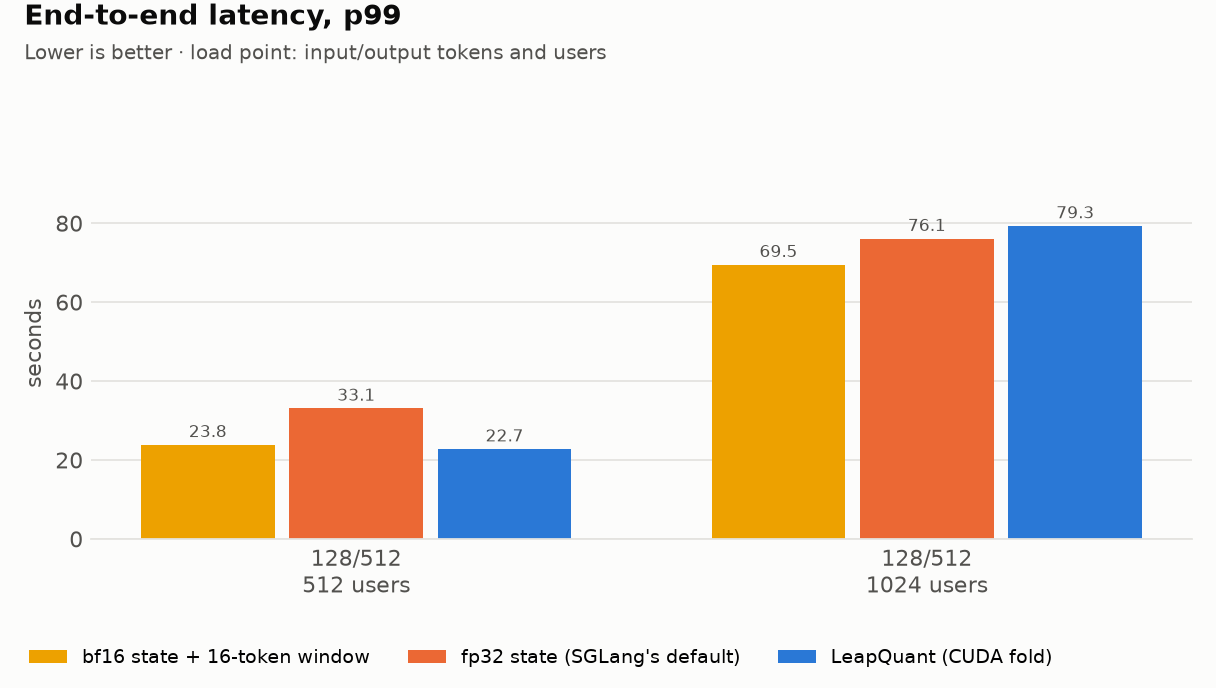 End-to-end latency, p99
Lower is better · load point: input/output tokens and users
seconds
80
60
40
20
0
23.8
33.1
22.7
69.5
76.1
79.3
128/512
512 users
128/512
1024 users
bf16 state + 16-token window
fp32 state (SGLang's default)
LeapQuant (CUDA fold)